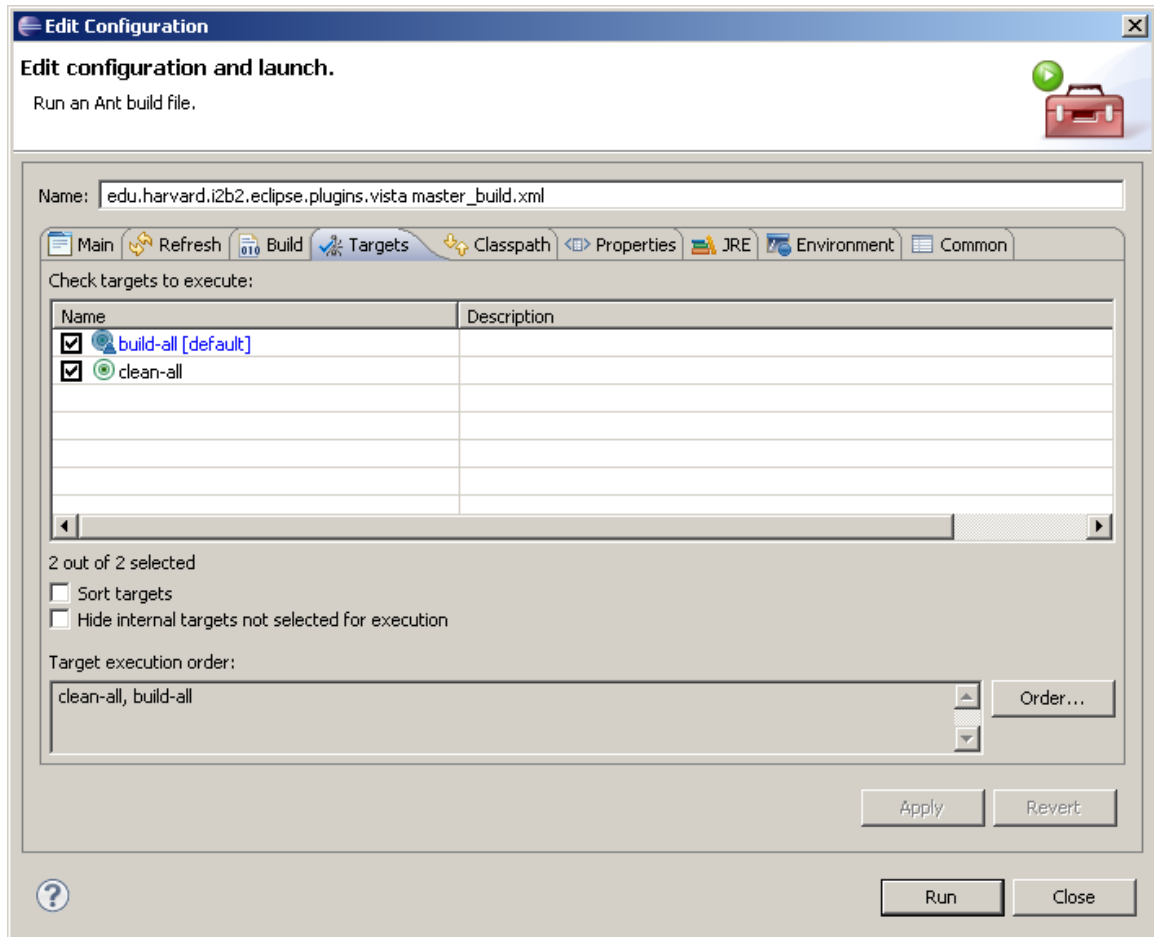 Edit Configuration
Edit configuration and launch.
Run an Ant build file.
Name: edu.harvard.i2b2.eclipse.plugins.vista master_build.xml
Main Refresh Build Targets Classpath Properties JRE Environment Common
Check targets to execute:
Name Description
build-all [default]
clean-all
2 out of 2 selected
Sort targets
Hide internal targets not selected for execution
Target execution order:
clean-all, build-all
Order...
Apply Revert
Run Close